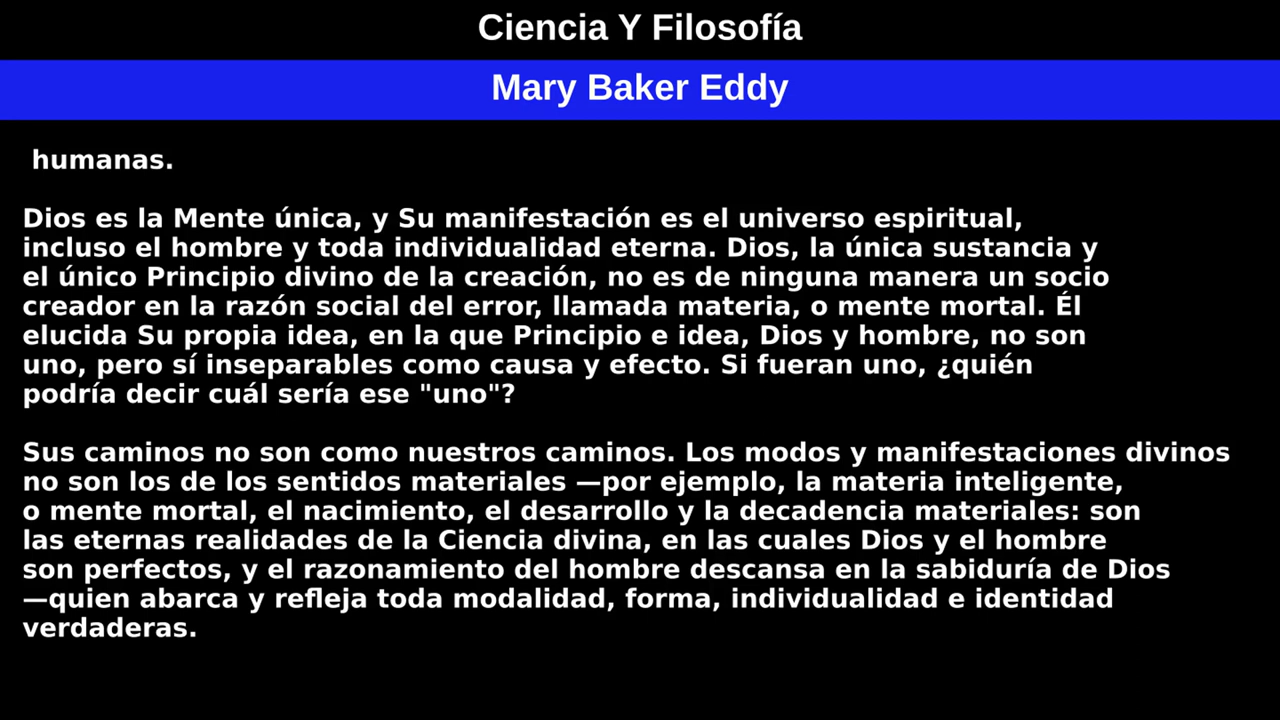 Ciencia Y Filosofía
Mary Baker Eddy
humanas.
Dios es la Mente única, y Su manifestación es el universo espiritual,
incluso el hombre y toda individualidad eterna. Dios, la única sustancia y
el único Principio divino de la creación, no es de ninguna manera un socio
creador en la razón social del error, llamada materia, o mente mortal. Él
elucida Su propia idea, en la que Principio e idea, Dios y hombre, no son
uno, pero sí inseparables como causa y efecto. Si fueran uno, ¿quién
podría decir cuál sería ese "uno"?
Sus caminos no son como nuestros caminos. Los modos y manifestaciones divinos
no son los de los sentidos materiales —por ejemplo, la materia inteligente,
o mente mortal, el nacimiento, el desarrollo y la decadencia materiales: son
las eternas realidades de la Ciencia divina, en las cuales Dios y el hombre
son perfectos, y el razonamiento del hombre descansa en la sabiduría de Dios
—quien abarca y refleja toda modalidad, forma, individualidad e identidad
verdaderas.